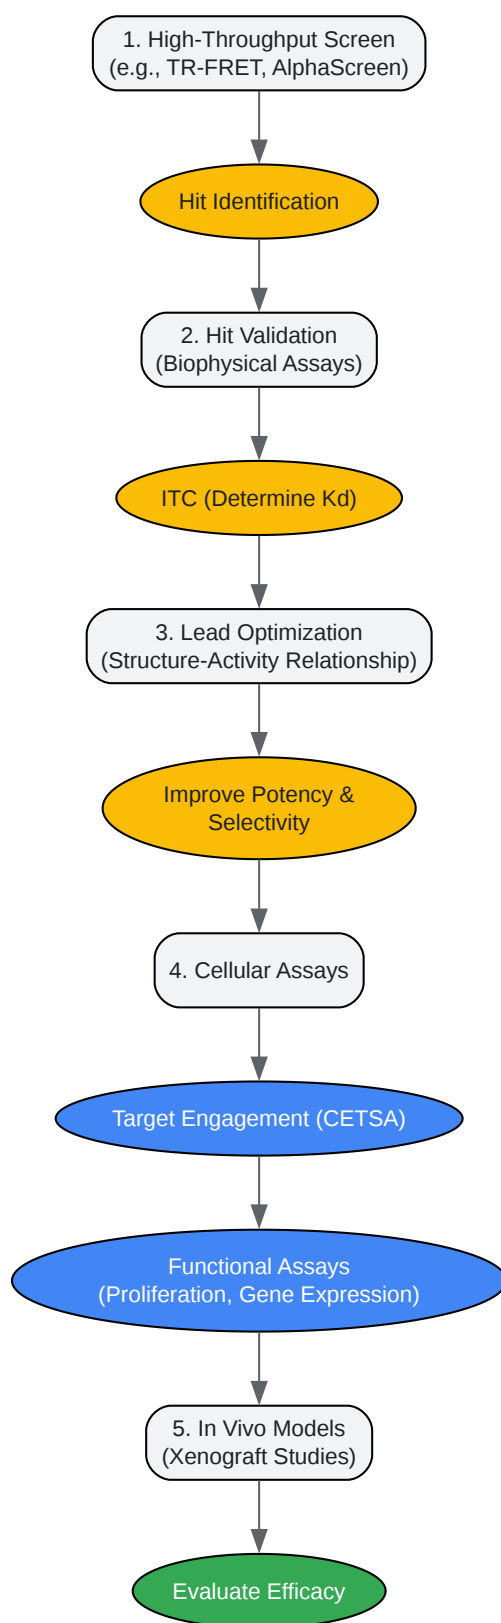 1. High-Throughput Screen
(e.g., TR-FRET, AlphaScreen)
Hit Identification
2. Hit Validation
(Biophysical Assays)
ITC (Determine Kd)
3. Lead Optimization
(Structure-Activity Relationship)
Improve Potency &
Selectivity
4. Cellular Assays
Target Engagement (CETSA)
Functional Assays
(Proliferation, Gene Expression)
5. In Vivo Models
(Xenograft Studies)
Evaluate Efficacy